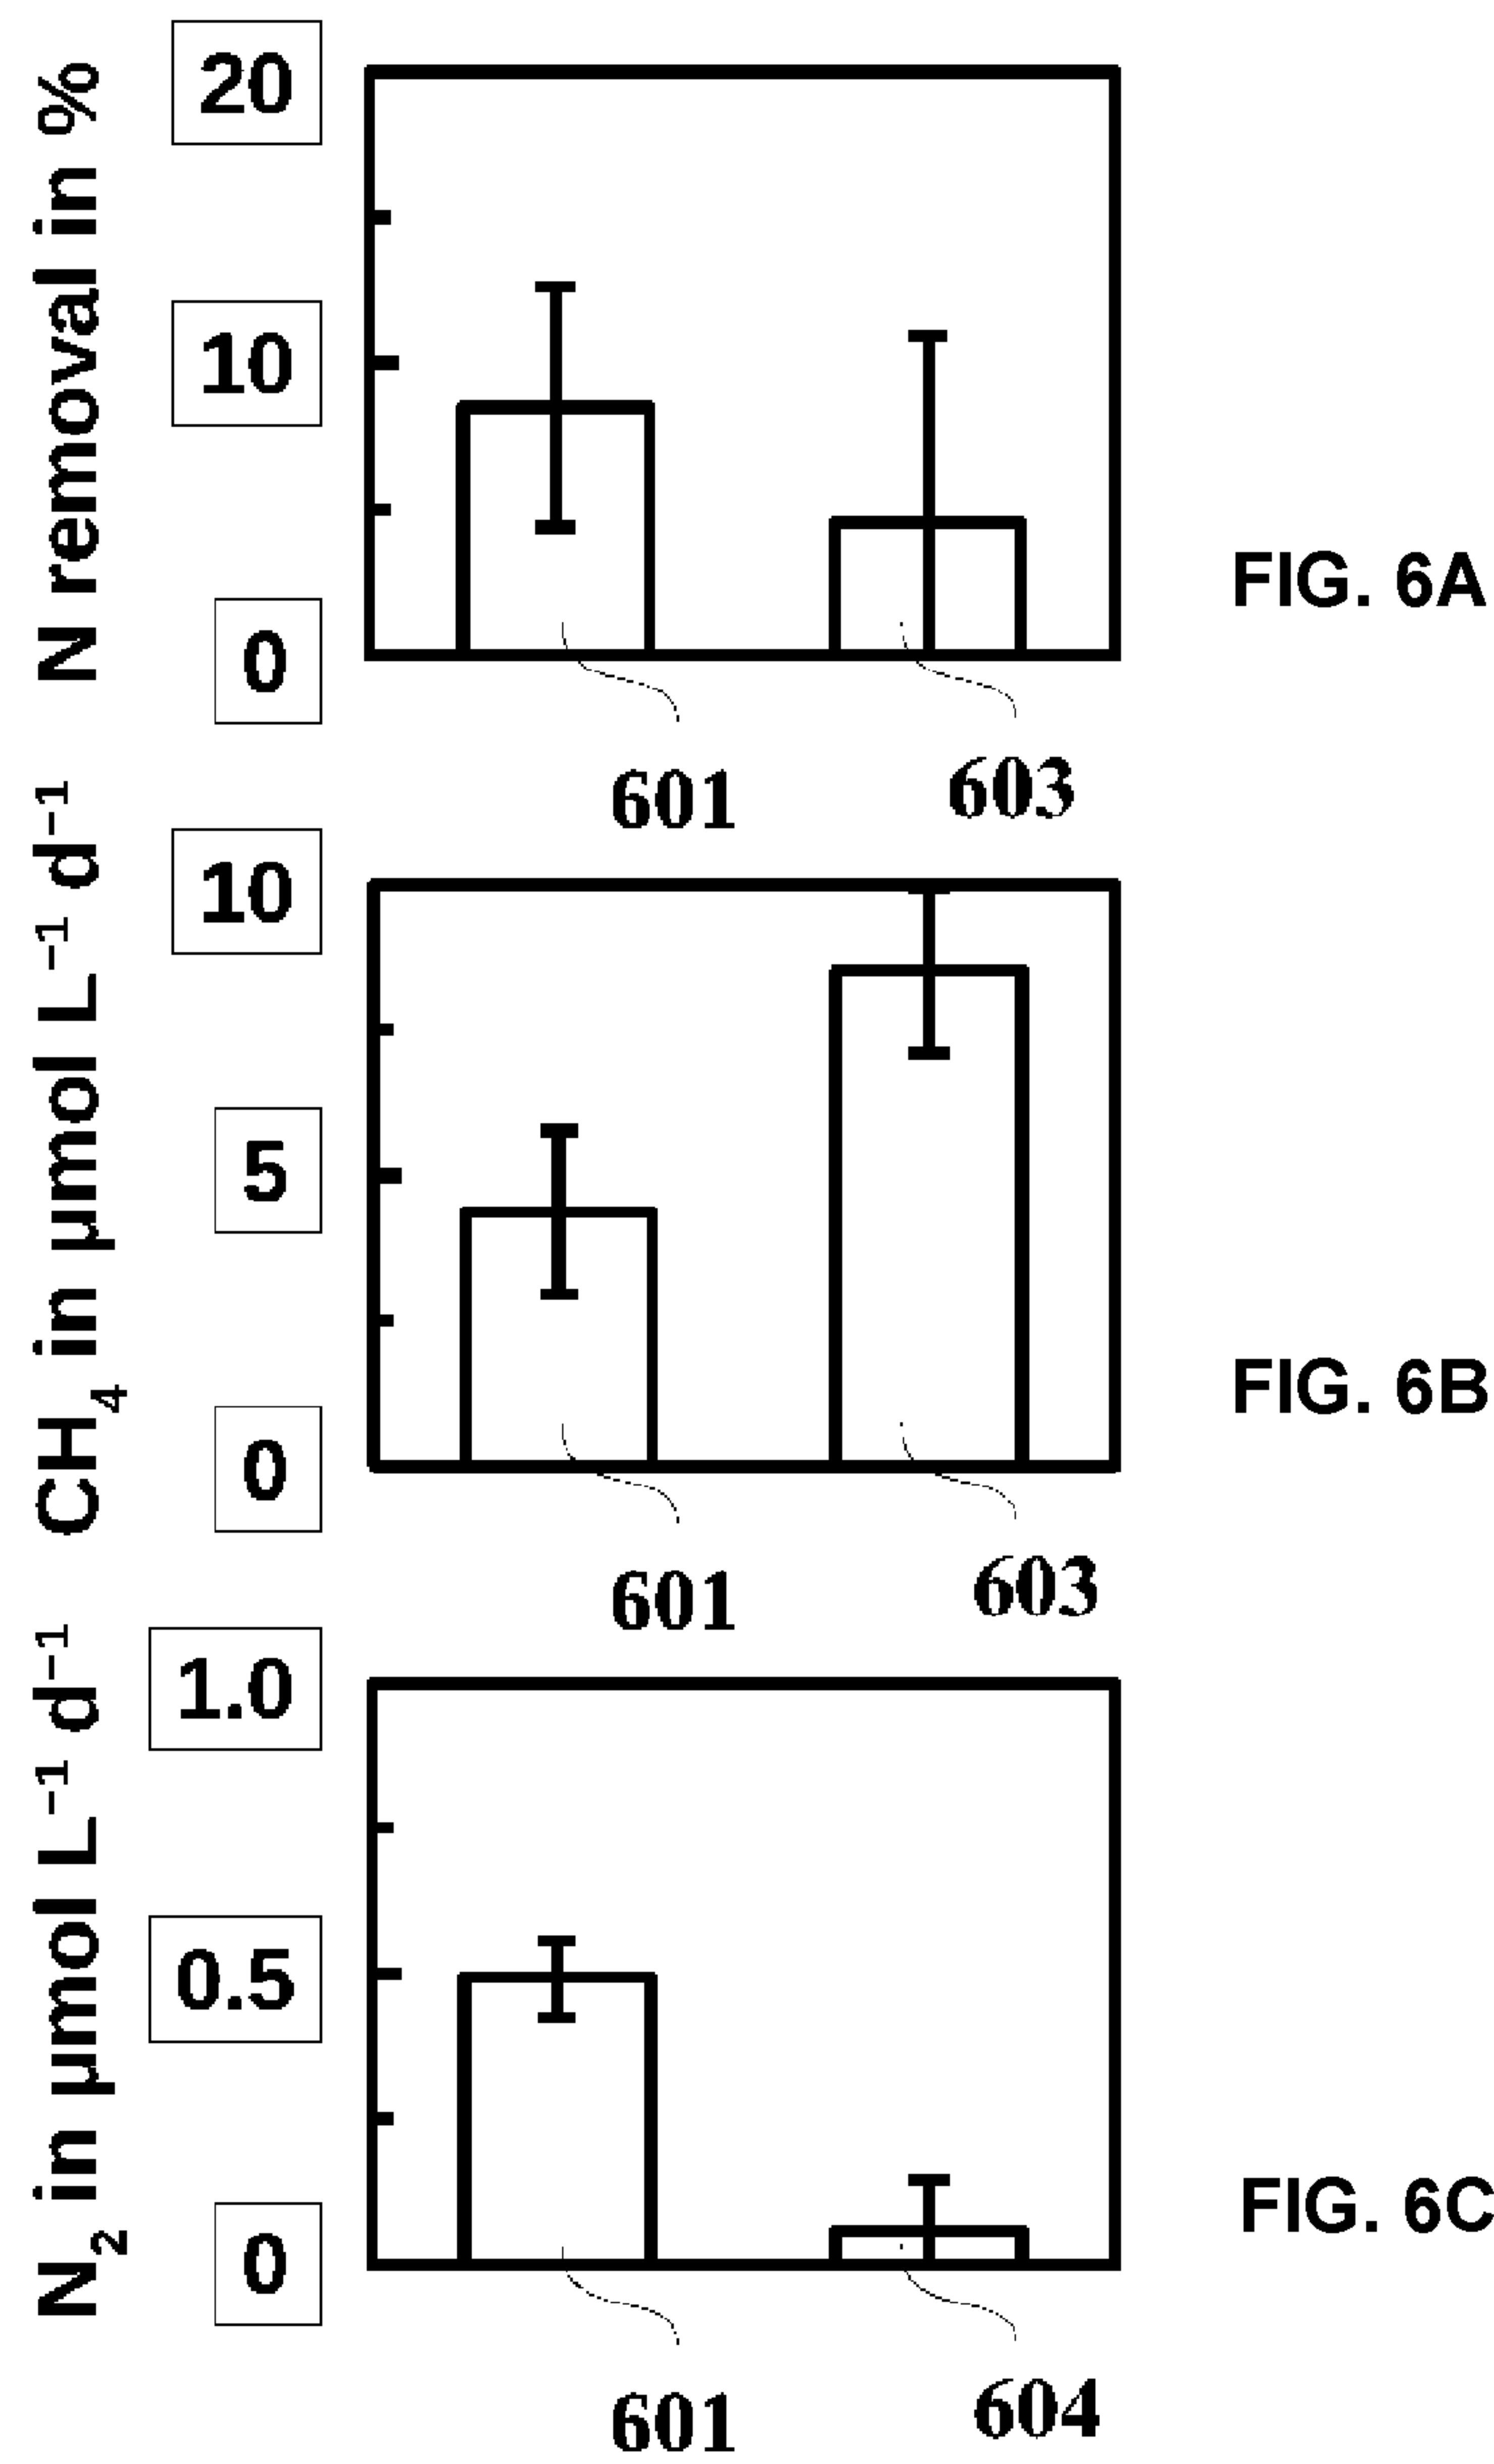 N removal in %
20
10
0
601
603
FIG. 6A
CH₄ in µmol L⁻¹ d⁻¹
10
5
0
601
603
FIG. 6B
N₂ in µmol L⁻¹ d⁻¹
1.0
0.5
0
601
604
FIG. 6C